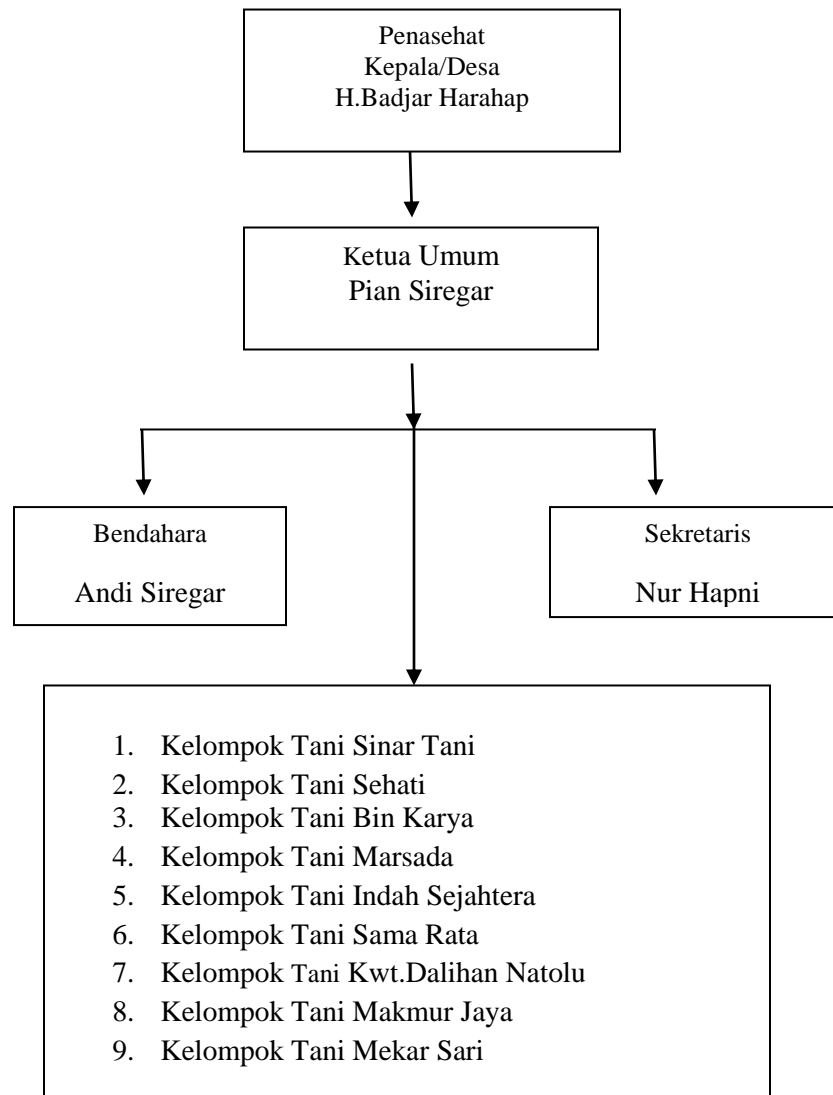 Penasehat
Kepala/Desa
H.Badjar Harahap
Ketua Umum
Pian Siregar
Bendahara
Andi Siregar
Sekretaris
Nur Hapni
1. Kelompok Tani Sinar Tani
2. Kelompok Tani Sehati
3. Kelompok Tani Bin Karya
4. Kelompok Tani Marsada
5. Kelompok Tani Indah Sejahtera
6. Kelompok Tani Sama Rata
7. Kelompok Tani Kwt.Dalihan Natolu
8. Kelompok Tani Makmur Jaya
9. Kelompok Tani Mekar Sari